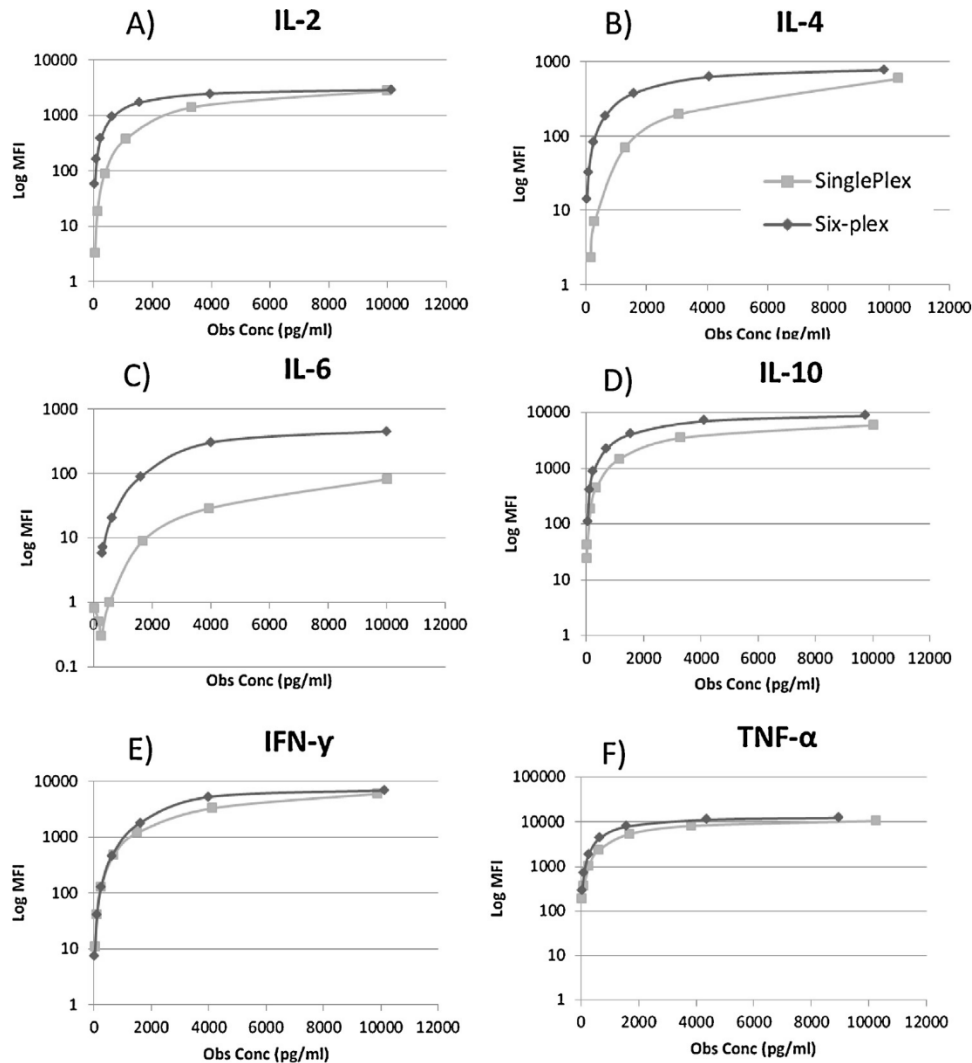 A) IL-2
10000
1000
100
10
1
Log MFI
0 2000 4000 6000 8000 10000 12000
Obs Conc (pg/ml)
B) IL-4
1000
100
10
1
Log MFI
SinglePlex
Six-plex
0 2000 4000 6000 8000 10000 12000
Obs Conc (pg/ml)
C) IL-6
1000
100
10
1
0.1
Log MFI
0 2000 4000 6000 8000 10000 12000
Obs Conc (pg/ml)
D) IL-10
10000
1000
100
10
1
Log MFI
0 2000 4000 6000 8000 10000 12000
Obs Conc (pg/ml)
E) IFN-γ
10000
1000
100
10
1
Log MFI
0 2000 4000 6000 8000 10000 12000
Obs Conc (pg/ml)
F) TNF-α
100000
10000
1000
100
10
1
Log MFI
0 2000 4000 6000 8000 10000 12000
Obs Conc (pg/ml)